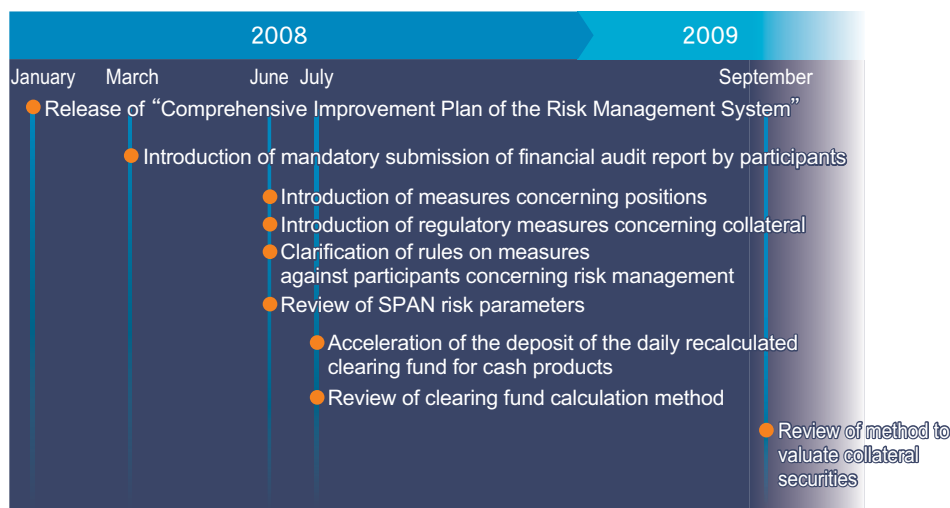 2008 2009
January March June July September
Release of “Comprehensive Improvement Plan of the Risk Management System”
Introduction of mandatory submission of financial audit report by participants
Introduction of measures concerning positions
Introduction of regulatory measures concerning collateral
Clarification of rules on measures
against participants concerning risk management
Review of SPAN risk parameters
Acceleration of the deposit of the daily recalculated
clearing fund for cash products
Review of clearing fund calculation method
Review of method to
valuate collateral
securities